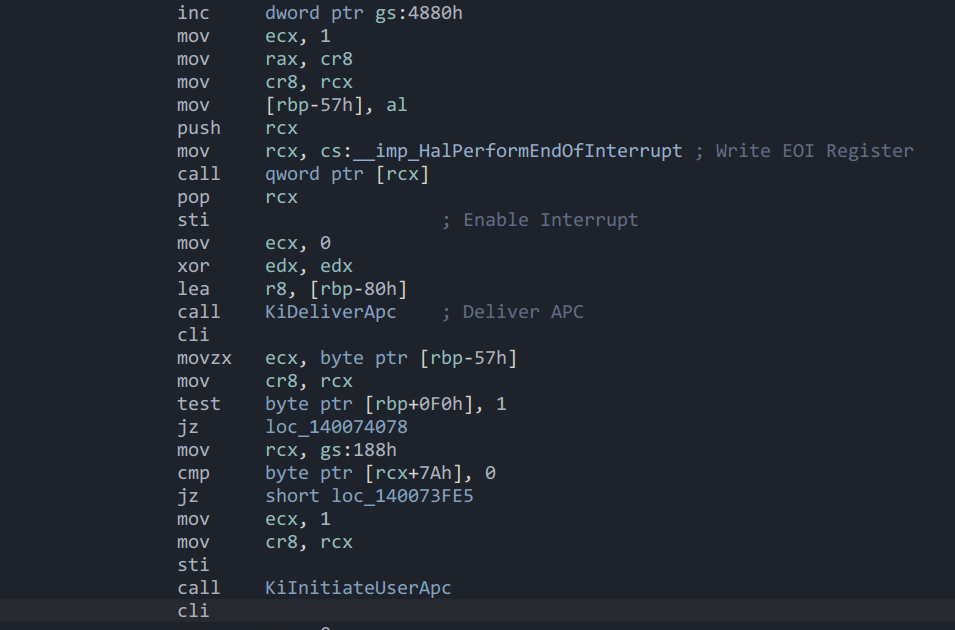 inc dword ptr gs:4880h
mov ecx, 1
mov rax, cr8
mov cr8, rcx
mov [rbp-57h], al
push rcx
mov rcx, cs:__imp_HalPerformEndOfInterrupt ; Write EOI Register
call qword ptr [rcx]
pop rcx
sti ; Enable Interrupt
mov ecx, 0
xor edx, edx
lea r8, [rbp-80h]
call KiDeliverApc ; Deliver APC
cli
movzx ecx, byte ptr [rbp-57h]
mov cr8, rcx
test byte ptr [rbp+0F0h], 1
jz loc_140074078
mov rcx, gs:188h
cmp byte ptr [rcx+7Ah], 0
jz short loc_140073FE5
mov ecx, 1
mov cr8, rcx
sti
call KiInitiateUserApc
cli